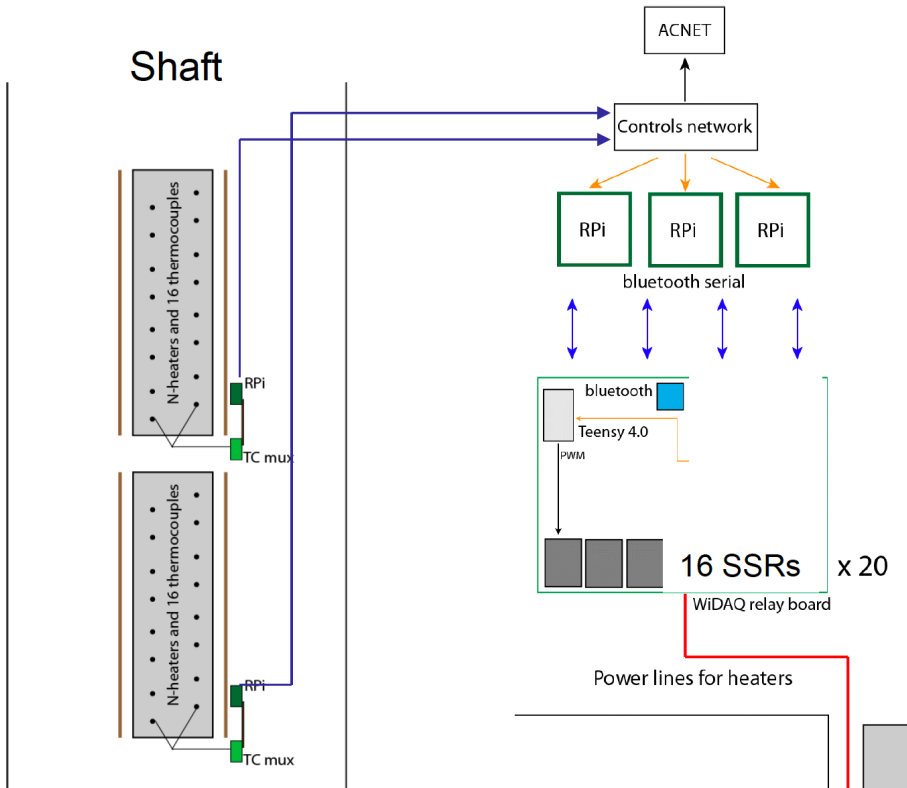 ACNET
Shaft
Controls network
N-heaters and 16 thermocouples
RPi
RPi
RPi
bluetooth serial
RPi
bluetooth
Teensy 4.0
TC mux
PWM
N-heaters and 16 thermocouples
16 SSRs
x 20
WiDAQ relay board
Power lines for heaters
RPi
TC mux